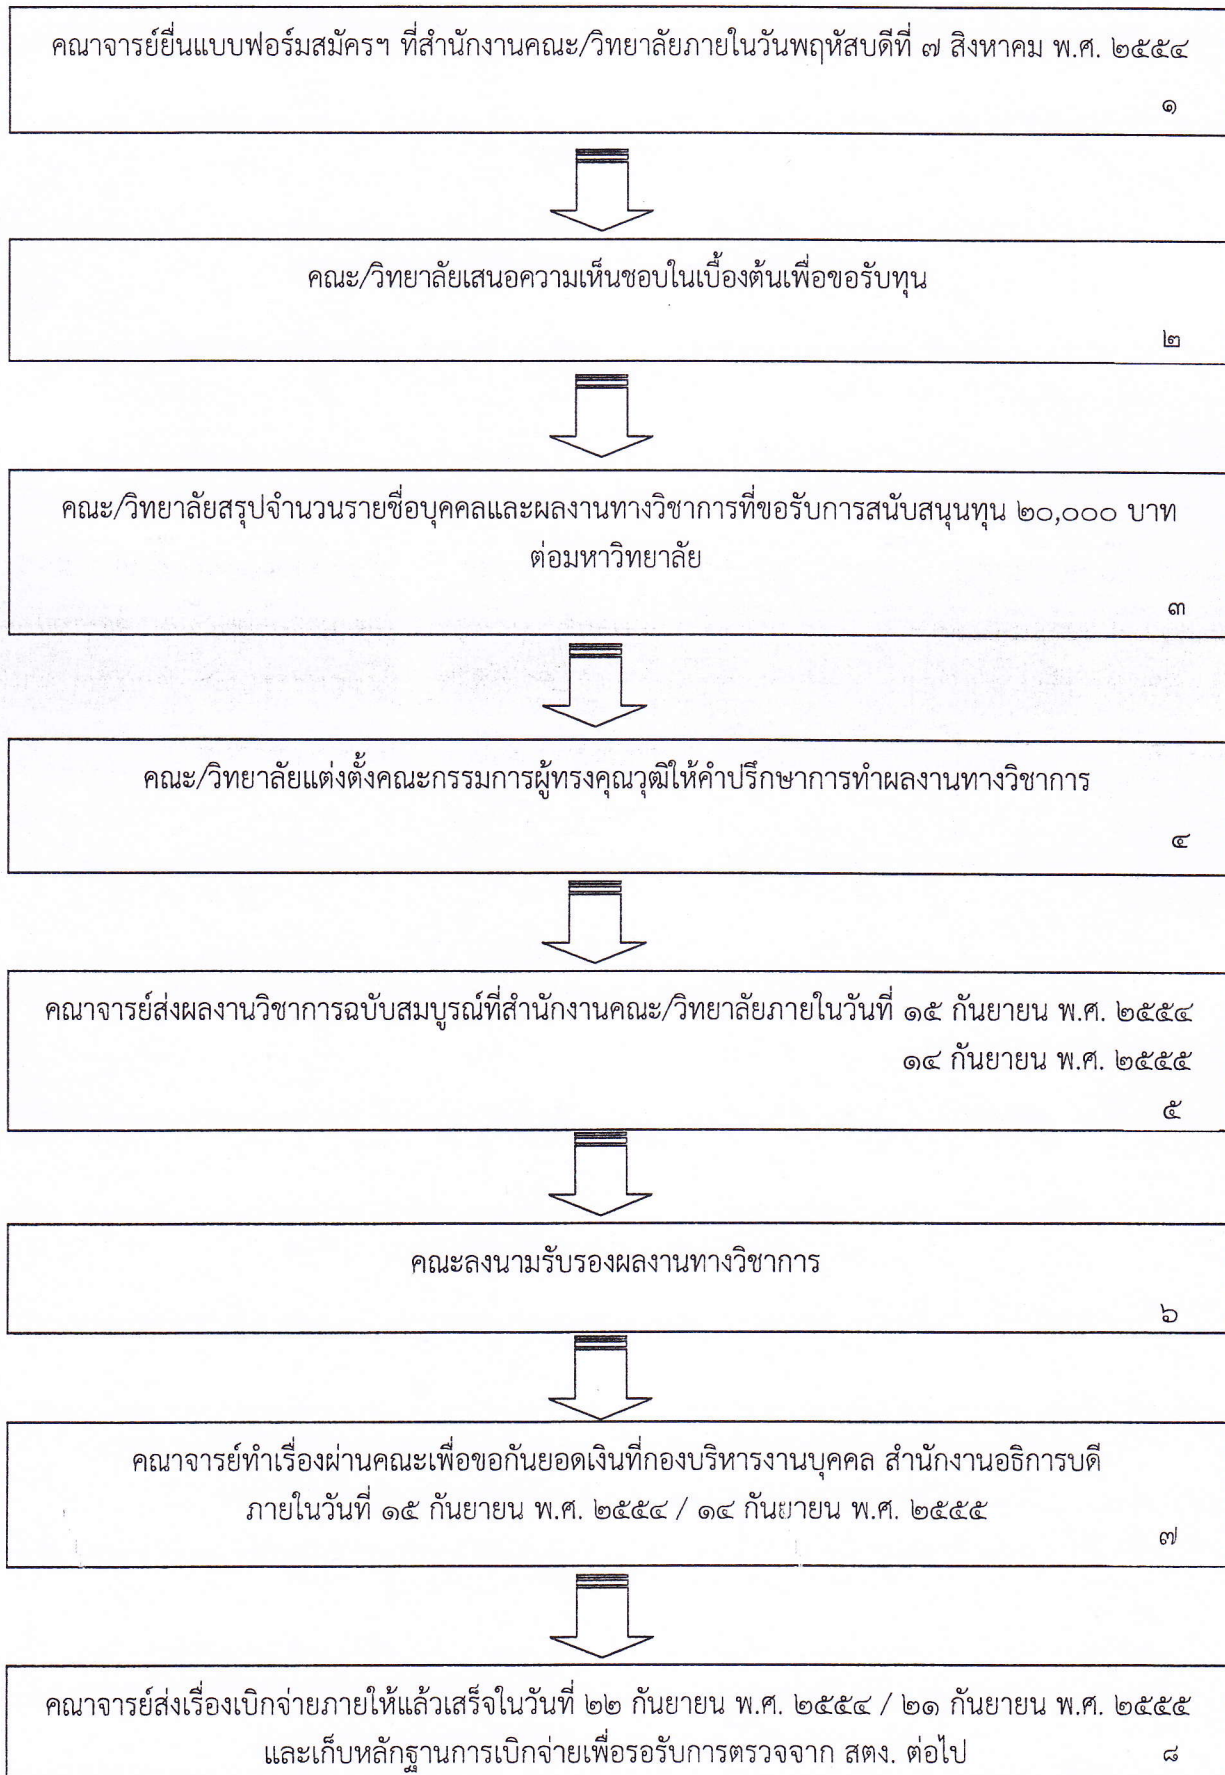 คณาจารย์ยื่นแบบฟอร์มสมัครฯ ที่สำนักงานคณะ/วิทยาลัยภายในวันพฤหัสบดีที่ ๗ สิงหาคม พ.ศ. ๒๕๕๔
๑
คณะ/วิทยาลัยเสนอความเห็นชอบในเบื้องต้นเพื่อขอรับทุน
๒
คณะ/วิทยาลัยสรุปจำนวนรายชื่อบุคคลและผลงานทางวิชาการที่ขอรับการสนับสนุนทุน ๒๐,๐๐๐ บาท
ต่อมหาวิทยาลัย
๓
คณะ/วิทยาลัยแต่งตั้งคณะกรรมการผู้ทรงคุณวุฒิให้คำปรึกษาการทำผลงานทางวิชาการ
๔
คณาจารย์ส่งผลงานวิชาการฉบับสมบูรณ์ที่สำนักงานคณะ/วิทยาลัยภายในวันที่ ๑๕ กันยายน พ.ศ. ๒๕๕๔
๑๔ กันยายน พ.ศ. ๒๕๕๕
๕
คณะลงนามรับรองผลงานทางวิชาการ
๖
คณาจารย์ทำเรื่องผ่านคณะเพื่อขอกันยอดเงินที่กองบริหารงานบุคคล สำนักงานอธิการบดี
ภายในวันที่ ๑๕ กันยายน พ.ศ. ๒๕๕๔ / ๑๔ กันยายน พ.ศ. ๒๕๕๕
๗
คณาจารย์ส่งเรื่องเบิกจ่ายภายให้แล้วเสร็จในวันที่ ๒๒ กันยายน พ.ศ. ๒๕๕๔ / ๒๑ กันยายน พ.ศ. ๒๕๕๕
และเก็บหลักฐานการเบิกจ่ายเพื่อรอรับการตรวจจาก สตง. ต่อไป ๘